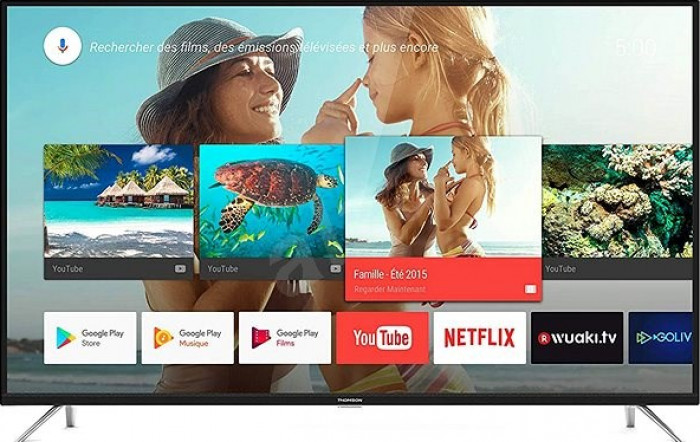 Rechercher des films, des émissions télévisées et plus encore
YouTube
YouTube
Famille - Été 2015
Regarder Maintenant
YouTube
Google Play
Store
Google Play
Musique
Google Play
Films
YouTube
NETFLIX
wuaki.tv
GOLIV
THOMSON